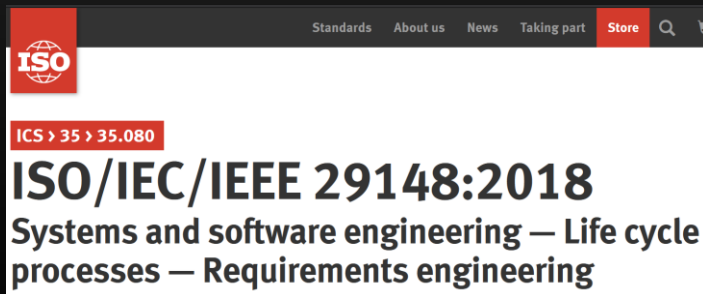 Standards About us News Taking part Store
ISO
ICS › 35 › 35.080
ISO/IEC/IEEE 29148:2018
Systems and software engineering — Life cycle
processes — Requirements engineering